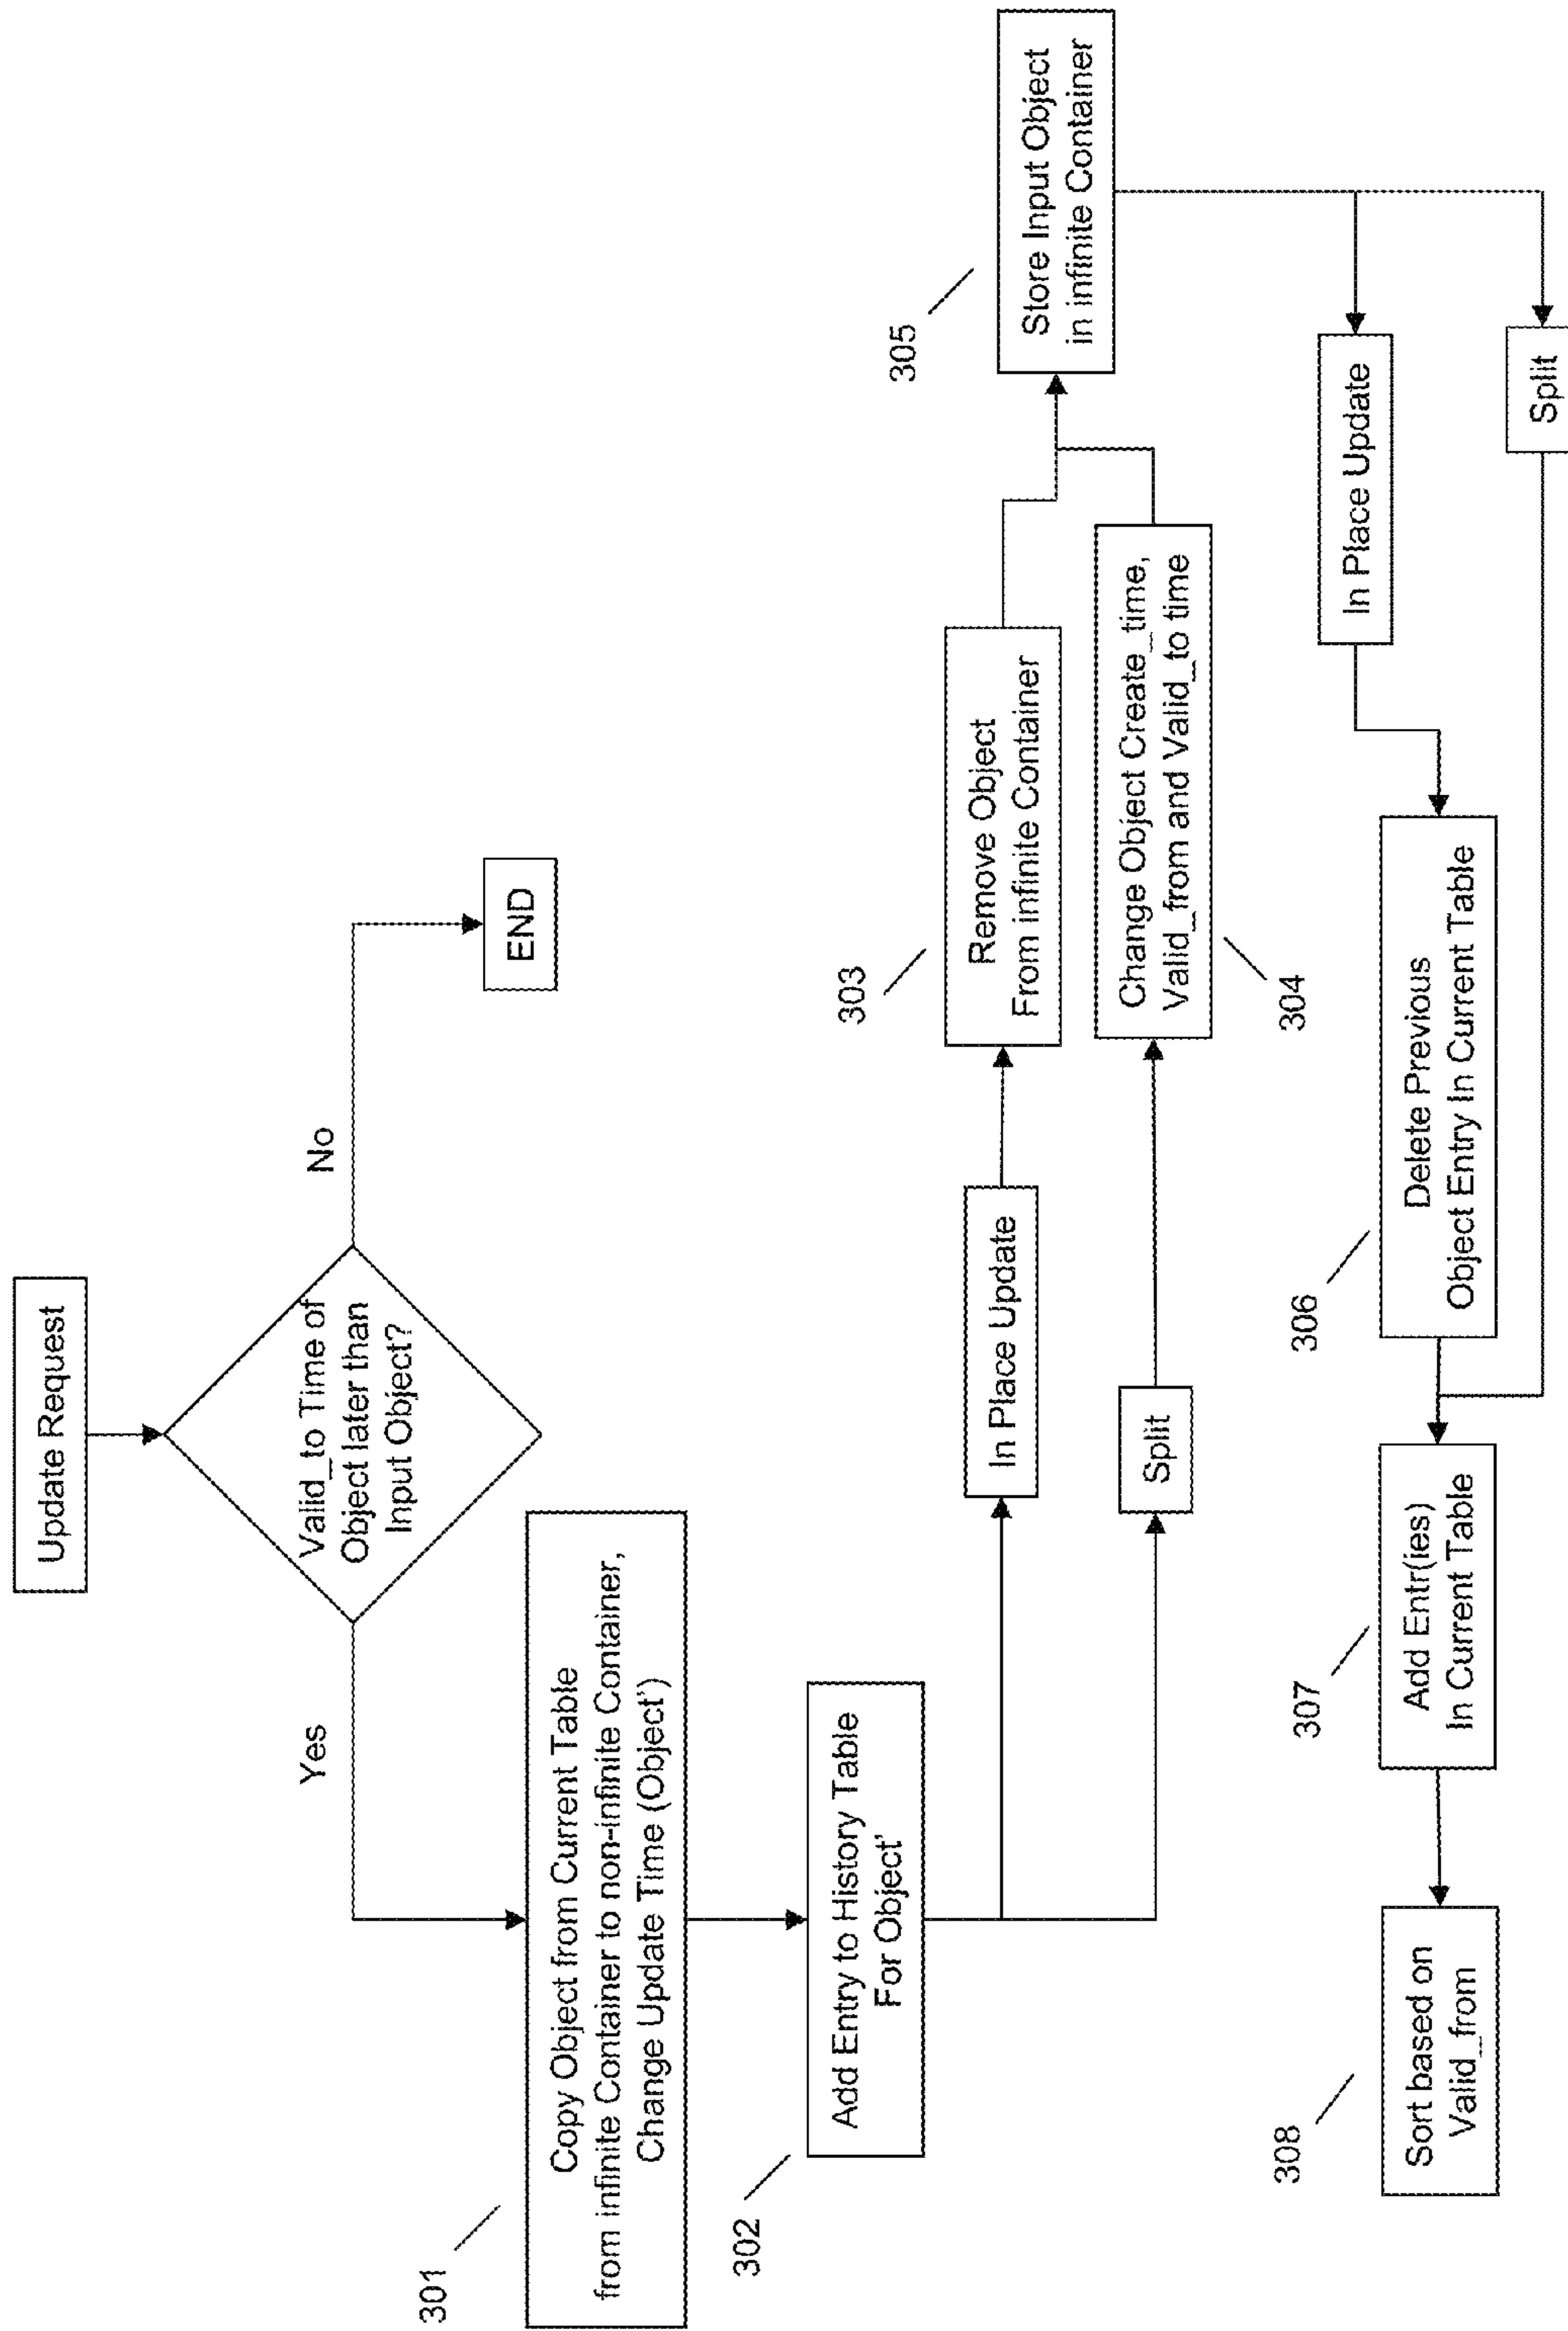 Update Request
Valid_to Time of
Object later than
Input Object?
Yes
No
END
301
Copy Object from Current Table
from infinite Container to non-infinite Container,
Change Update Time (Object')
302
Add Entry to History Table
For Object'
In Place Update
Split
303
Remove Object
From infinite Container
Change Object Create_time,
Valid_from and Valid_to time
304
305
Store Input Object
in infinite Container
In Place Update
Split
306
Delete Previous
Object Entry In Current Table
307
Add Entr(ies)
In Current Table
308
Sort based on
Valid_from